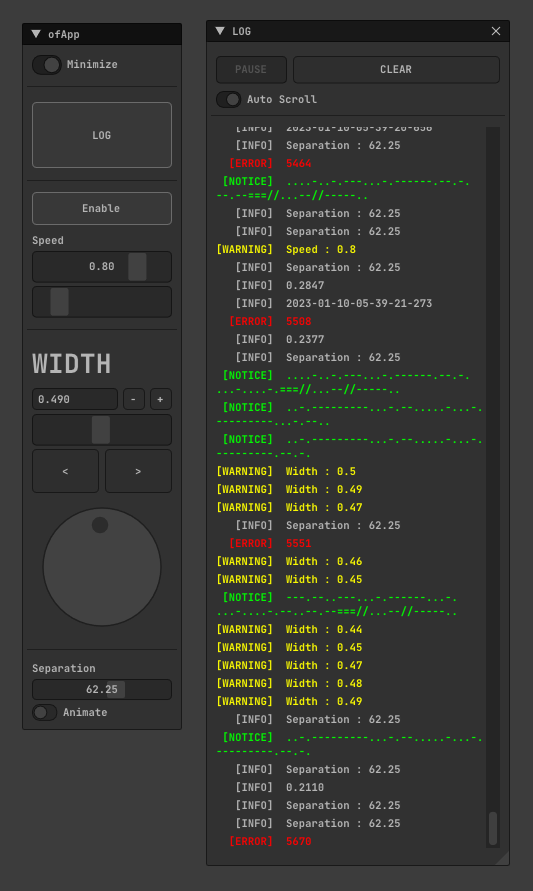 ofApp
Minimize
LOG
Enable
Speed
0.80
WIDTH
0.490
-
+
<
>
Separation
62.25
Animate
LOG
PAUSE
CLEAR
Auto Scroll
[INFO] 2023-01-10-05-39-20-656
[INFO] Separation : 62.25
[ERROR] 5464
[NOTICE] ....-..-.---...-.------.--.-.
--.--===//...--//-----..
[INFO] Separation : 62.25
[INFO] Separation : 62.25
[WARNING] Speed : 0.8
[INFO] Separation : 62.25
[INFO] 0.2847
[INFO] 2023-01-10-05-39-21-273
[ERROR] 5508
[INFO] 0.2377
[INFO] Separation : 62.25
[NOTICE] ....-..-.---...-.------.--.-.
...-....-.===//...--//-----..
[NOTICE] ..-.---------...-.--.....-...-.
---------...-.--..
[NOTICE] ..-.---------...-.--.....-...-.
---------.--.-.
[WARNING] Width : 0.5
[WARNING] Width : 0.49
[WARNING] Width : 0.47
[INFO] Separation : 62.25
[ERROR] 5551
[WARNING] Width : 0.46
[WARNING] Width : 0.45
[NOTICE] ---.--..---...-.------...-.
...-....-.--..--.--===//...--//-----..
[WARNING] Width : 0.44
[WARNING] Width : 0.45
[WARNING] Width : 0.47
[WARNING] Width : 0.48
[WARNING] Width : 0.49
[INFO] Separation : 62.25
[NOTICE] ..-.---------...-.--.....-...-.
---------.--.-.
[INFO] Separation : 62.25
[INFO] 0.2110
[INFO] Separation : 62.25
[INFO] Separation : 62.25
[ERROR] 5670